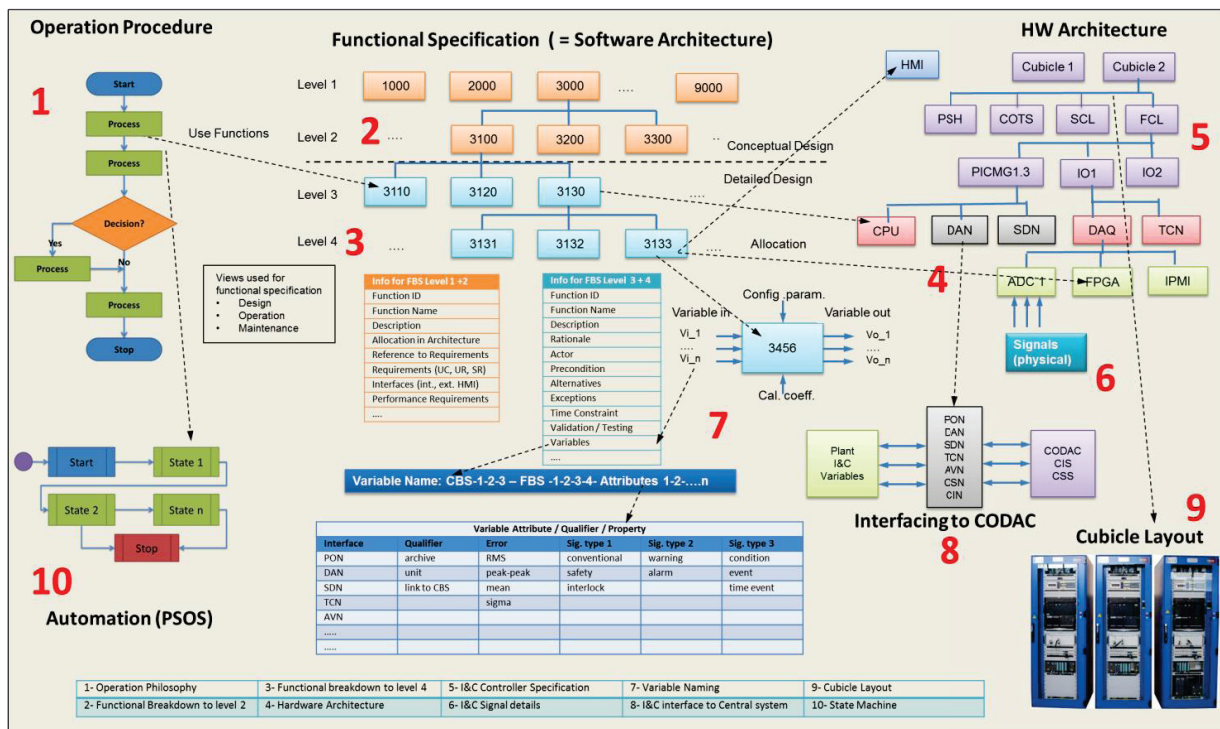 Operation Procedure
1
Start
Process
Process
Decision?
Yes
No
Process
Process
Stop
Use Functions
Views used for
functional specification
• Design
• Operation
• Maintenance
Functional Specification ( = Software Architecture)
Level 1
1000
2000
3000
....
9000
Level 2
2
....
3100
3200
3300
..
Conceptual Design
Detailed Design
Level 3
3110
3120
3130
....
Level 4
3
....
3131
3132
3133
....
Allocation
HW Architecture
HMI
Cubicle 1
Cubicle 2
PSH
COTS
SCL
FCL
5
PICMG1.3
IO1
IO2
CPU
DAN
SDN
DAQ
TCN
4
ADC 1
FPGA
IPMI
Signals
(physical)
6
Info for FBS Level 1 +2
Function ID
Function Name
Description
Allocation in Architecture
Reference to Requirements
Requirements (UC, UR, SR)
Interfaces (int., ext. HMI)
Performance Requirements
....
Info for FBS Level 3 + 4
Function ID
Function Name
Description
Rationale
Actor
Precondition
Alternatives
Exceptions
Time Constraint
Validation / Testing
Variables
....
Config. param.
Variable in
Variable out
Vi_1
....
Vi_n
3456
Vo_1
....
Vo_n
Cal. coeff.
7
Variable Name: CBS-1-2-3 – FBS -1-2-3-4- Attributes 1-2-....n
Variable Attribute / Qualifier / Property
Interface Qualifier Error Sig. type 1 Sig. type 2 Sig. type 3
PON archive RMS conventional warning condition
DAN unit peak-peak safety alarm event
SDN link to CBS mean interlock time event
TCN sigma
AVN
.....
.....
Plant
I&C
Variables
PON
DAN
SDN
TCN
AVN
CSN
CIN
CODAC
CIS
CSS
Interfacing to CODAC
8
9
Cubicle Layout
Start
State 1
State 2
State n
Stop
10
Automation (PSOS)
1- Operation Philosophy
3- Functional breakdown to level 4
5- I&C Controller Specification
7- Variable Naming
9- Cubicle Layout
2- Functional Breakdown to level 2
4- Hardware Architecture
6- I&C Signal details
8- I&C interface to Central system
10- State Machine